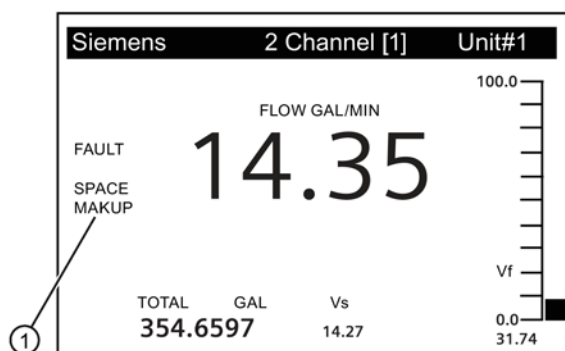 Siemens 2 Channel [1] Unit#1
100.0
FLOW GAL/MIN
14.35
FAULT
SPACE
MAKUP
Vf
TOTAL GAL Vs
354.6597 14.27
0.0
31.74
1